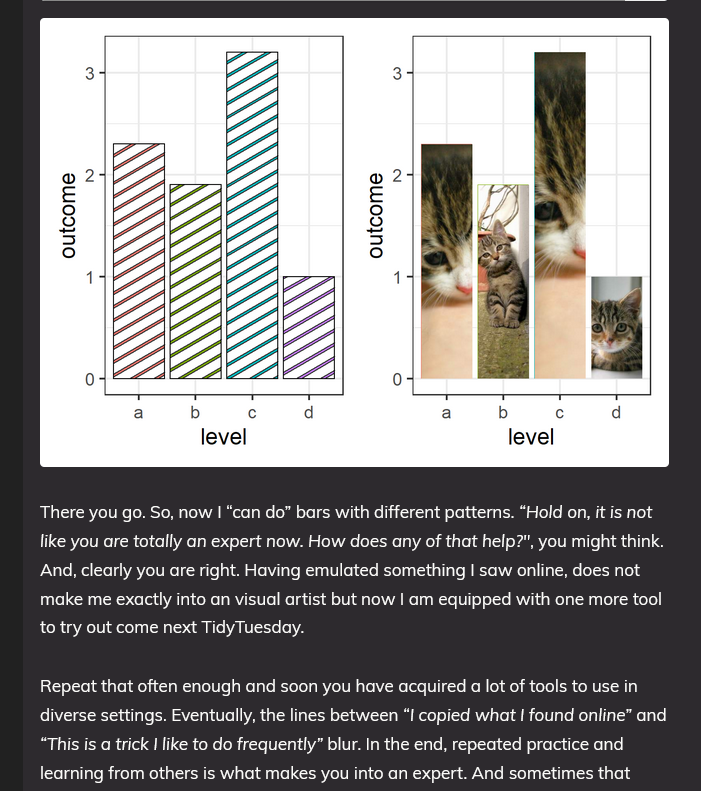 3
2
1
0
outcome
a b c d
level
3
2
1
0
outcome
a b c d
level
There you go. So, now I “can do” bars with different patterns. “Hold on, it is not
like you are totally an expert now. How does any of that help?", you might think.
And, clearly you are right. Having emulated something I saw online, does not
make me exactly into an visual artist but now I am equipped with one more tool
to try out come next TidyTuesday.
Repeat that often enough and soon you have acquired a lot of tools to use in
diverse settings. Eventually, the lines between “I copied what I found online” and
“This is a trick I like to do frequently” blur. In the end, repeated practice and
learning from others is what makes you into an expert. And sometimes that